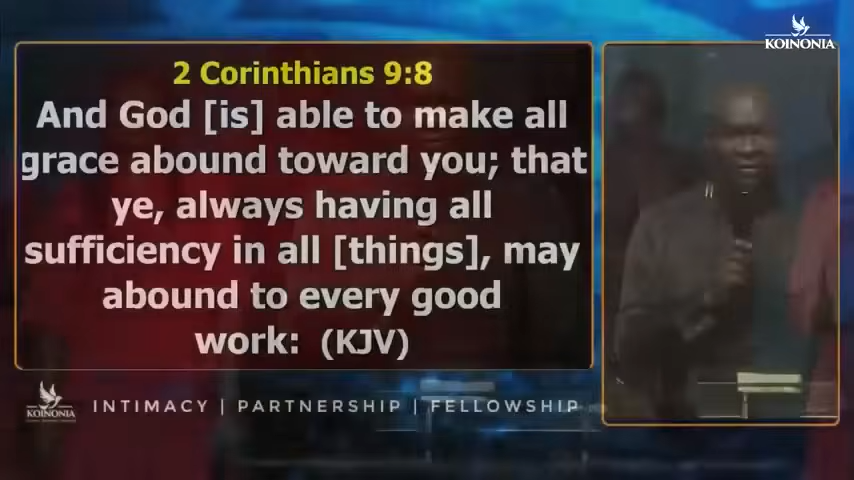 KOINONIA
2 Corinthians 9:8
And God [is] able to make all
grace abound toward you; that
ye, always having all
sufficiency in all [things], may
abound to every good
work: (KJV)
KOINONIA
INTIMACY | PARTNERSHIP | FELLOWSHIP